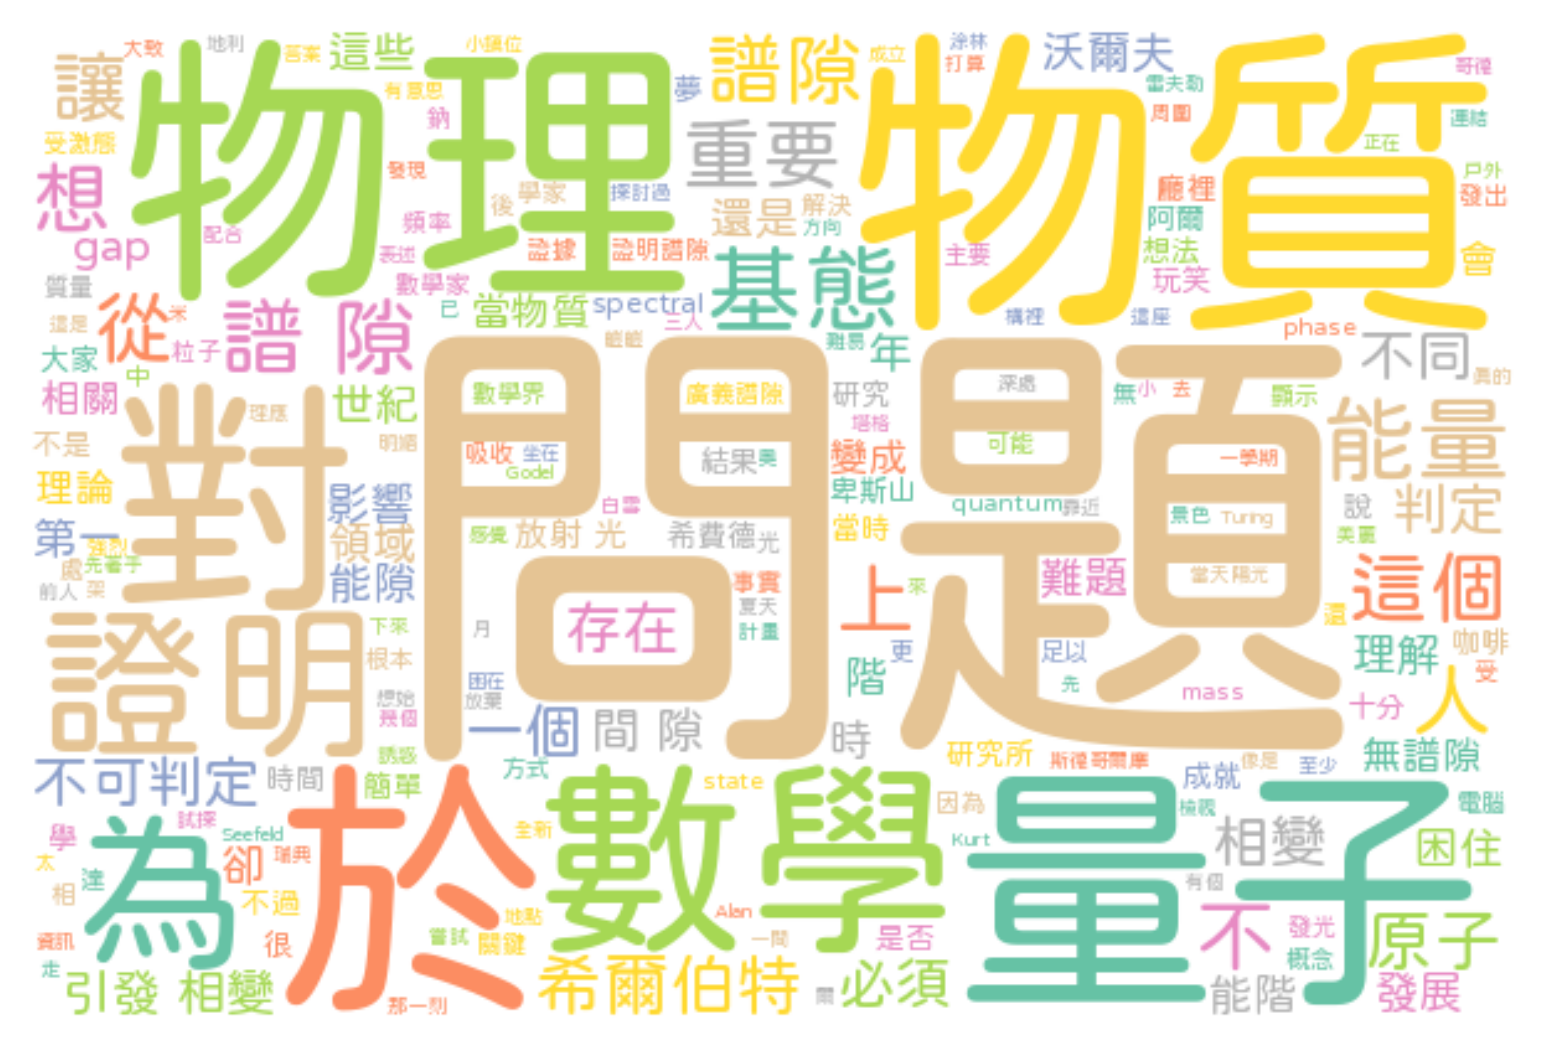 大致
地利
答案
這些
小鎮位
譜隙
成立
涂林
打算
沃爾夫
哥德
讓
物理
有意思
夢
物質
雷夫勒
周圍
連結
受激態
鈉
重要
正在
想
發現
後
學家
探討過
還是
解決
方向
廳裡
戶外
發出
gap
配合
頻率
證據
證明譜隙
基態
主要
阿爾
想法
玩笑
會
質量
表述
數學家
已
當物質
spectral
三人
這是
從
米
譜 隙
難易
年
構裡
這座
phase
不同
真的
大家
粒子
中
相關
對
理應
世紀
問題
數學界
廣義譜隙
研究
深處
無
小
去
顯示
能量
不是
明媚
吸收
坐在
Godel
結果
奧
塔格
變成
可能
一學期
理論
影響
白雪
卑斯山
quantum
靠近
景色
Turing
說
判定
第一
強烈
先著手
領域
感覺
放射 光
希費德
光
當時
美麗
處
前人
架
能隙
事實
夏天
計畫
上
來
難題
當天陽光
這個
還
證明
下來
根本
月
存在
階
更
足以
先
理解
咖啡
受
想始
幾個
困在
放棄
一個
間 隙
時
mass
十分
人
不可判定
時間
誘惑
簡單
方式
state
研究所
斯德哥爾摩
成就
像是
至少
無譜隙
學
試探
Seefeld
於
全新
數學
因為
Kurt
量子
檢視
相變
電腦
困住
太
為
卻
瑞典
有個
相
達
不過
地點
Alan
不
發光
原子
資訊
很
嘗試
關鍵
一間
是否
概念
走
引發 相變
那一刻
希爾伯特
爾
必須
能階
發展